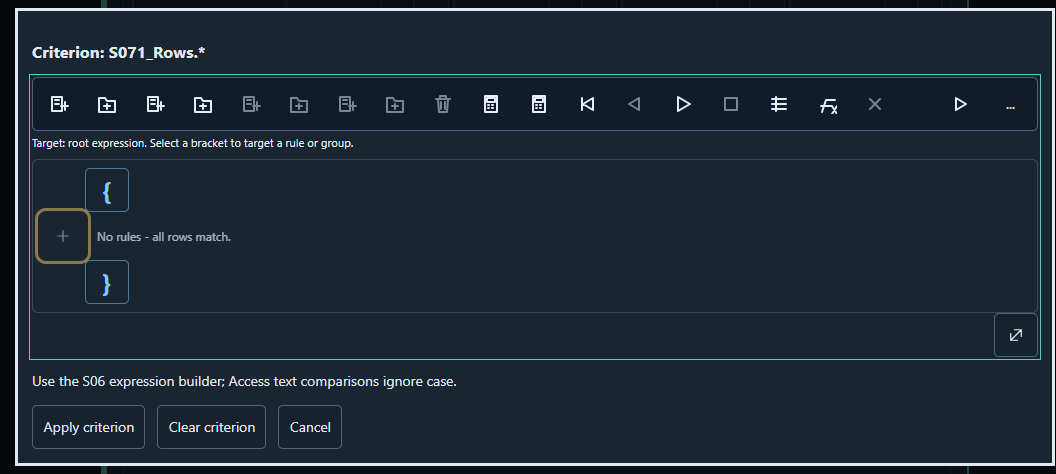 Criterion: S071_Rows.*
...
Target: root expression. Select a bracket to target a rule or group.
{
+ No rules - all rows match.
}
Use the S06 expression builder; Access text comparisons ignore case.
Apply criterion Clear criterion Cancel